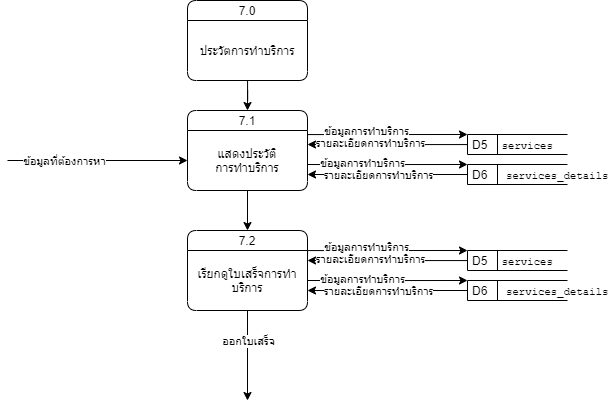 7.0
ประวัตการทำบริการ
7.1
แสดงประวัติ
การทำบริการ
ข้อมูลที่ต้องการหา
ข้อมูลการทำบริการ
รายละเอียดการทำบริการ
D5 services
ข้อมูลการทำบริการ
รายละเอียดการทำบริการ
D6 services_details
7.2
เรียกดูใบเสร็จการทำ
บริการ
ข้อมูลการทำบริการ
รายละเอียดการทำบริการ
D5 services
ข้อมูลการทำบริการ
รายละเอียดการทำบริการ
D6 services_details
ออกใบเสร็จ